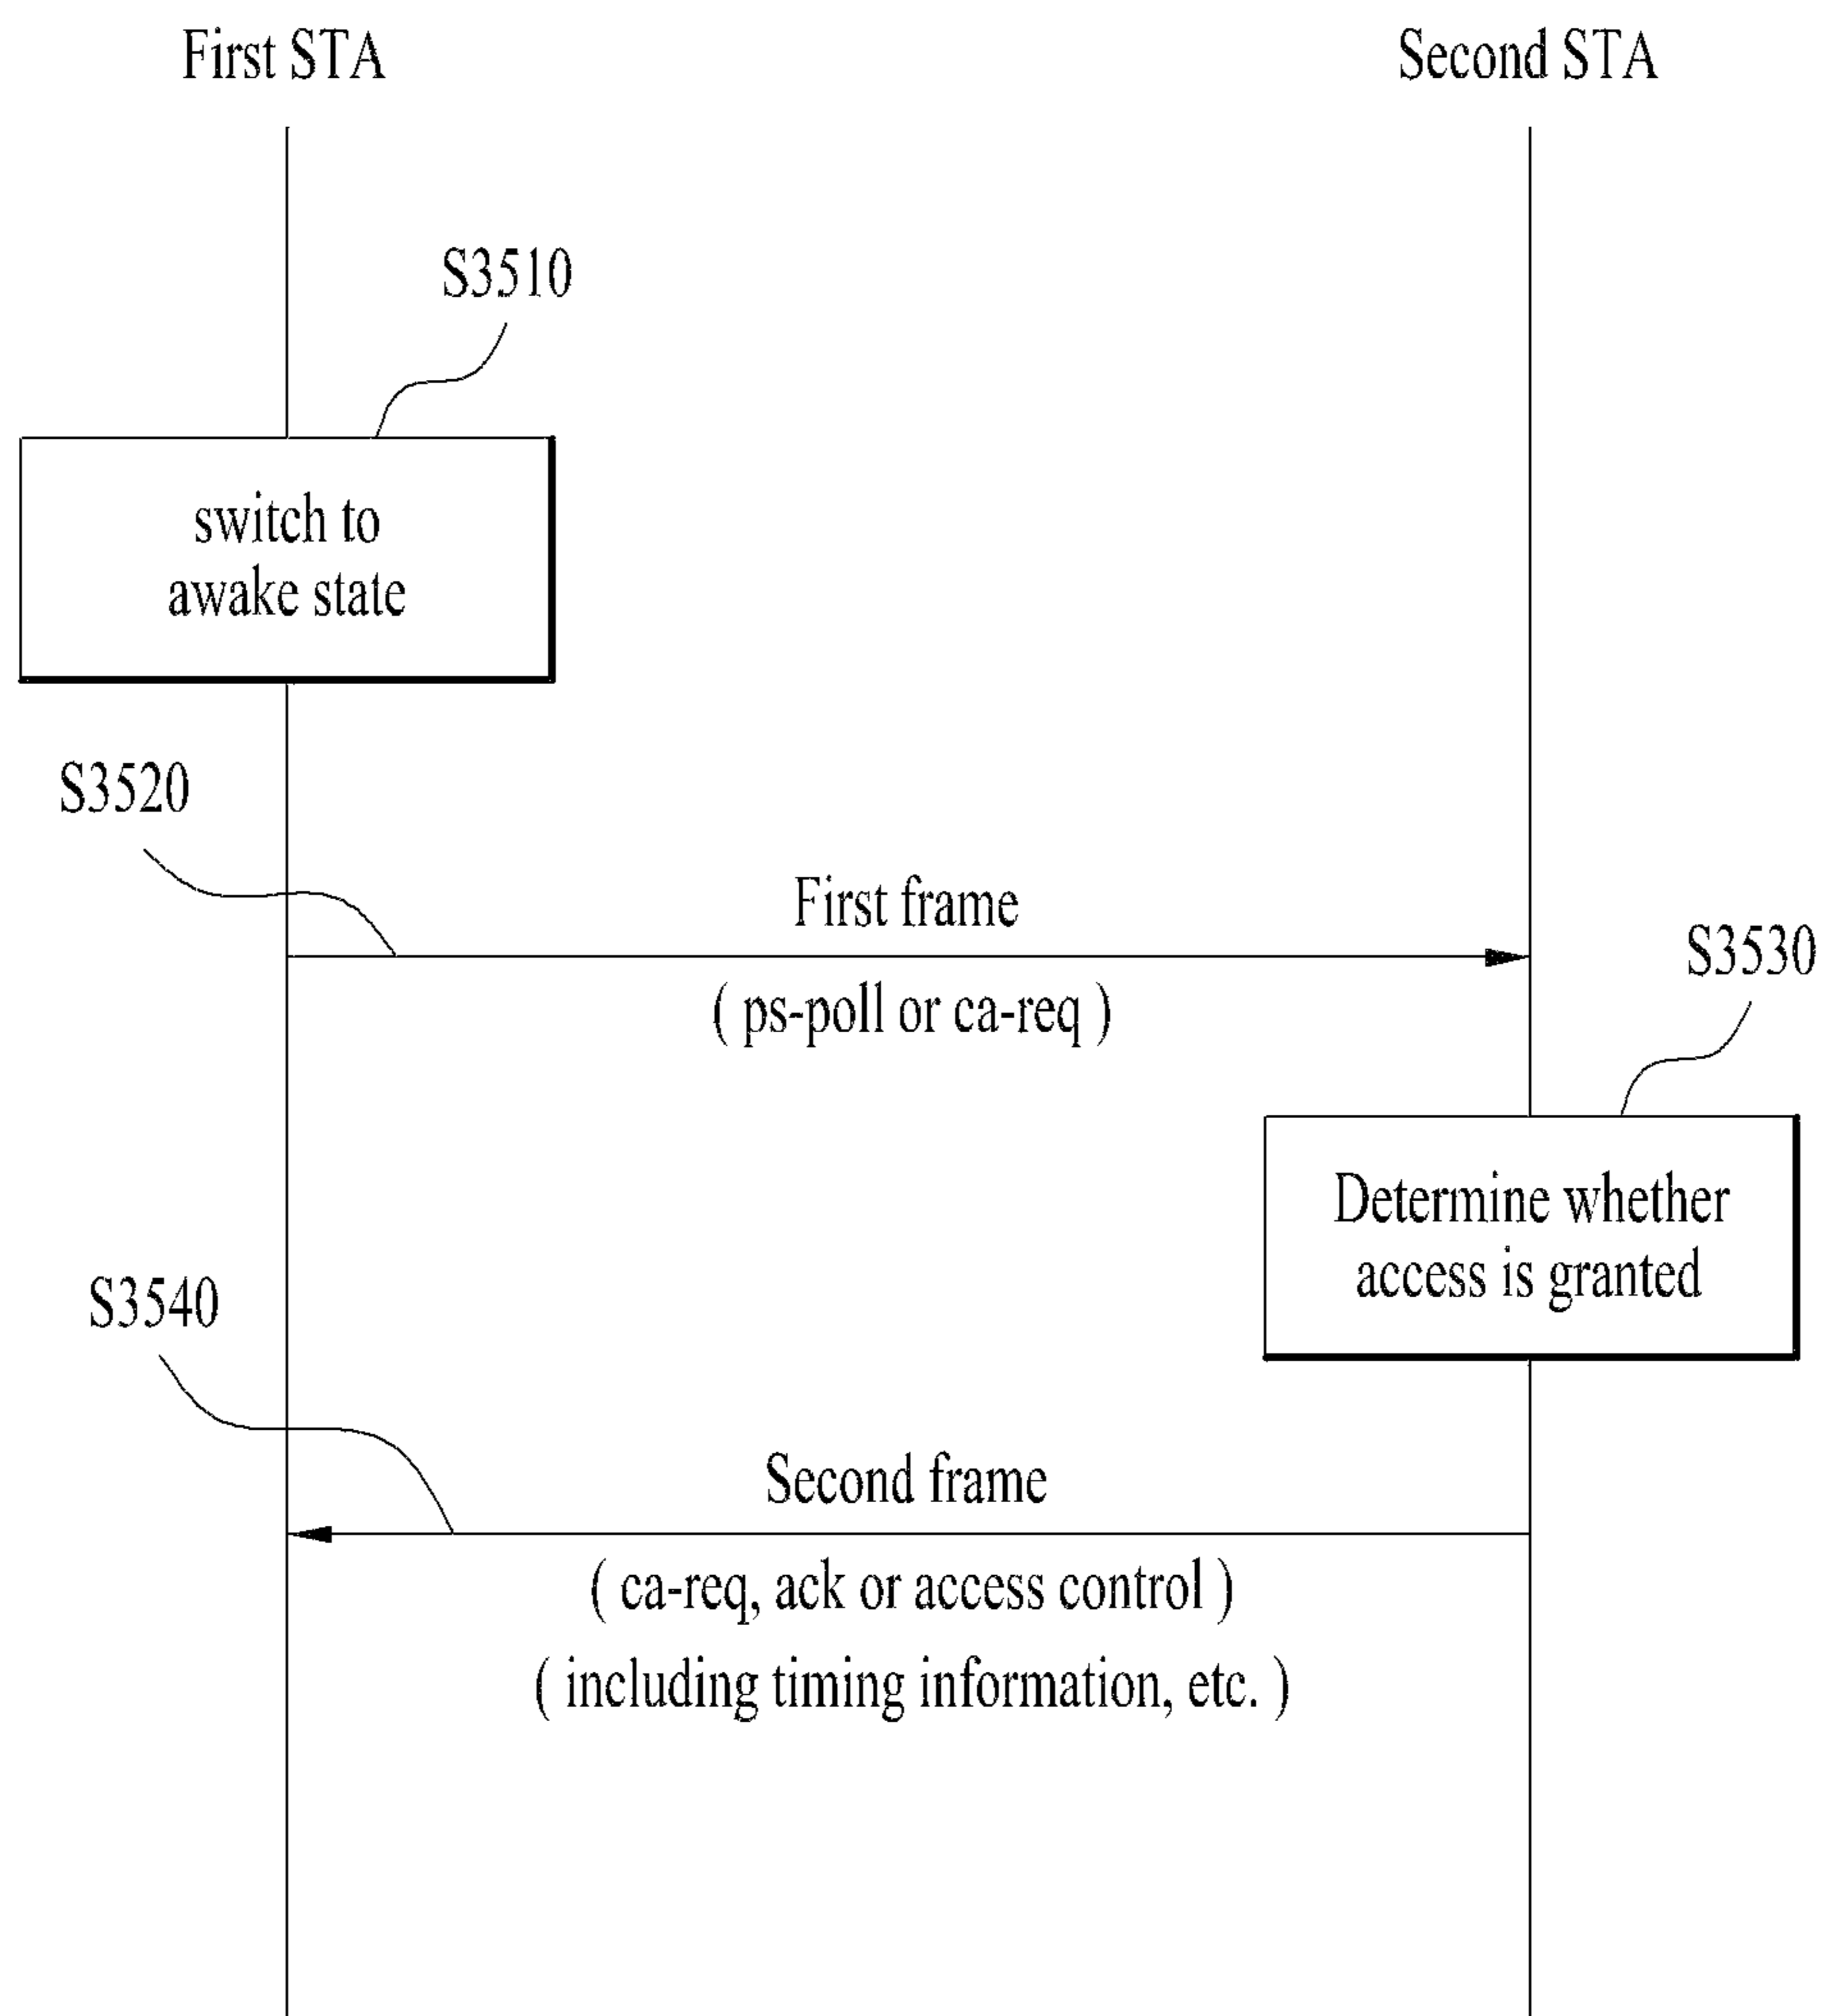 First STA
Second STA
S3510
switch to
awake state
S3520
First frame
( ps-poll or ca-req )
S3530
Determine whether
access is granted
S3540
Second frame
( ca-req, ack or access control )
( including timing information, etc. )